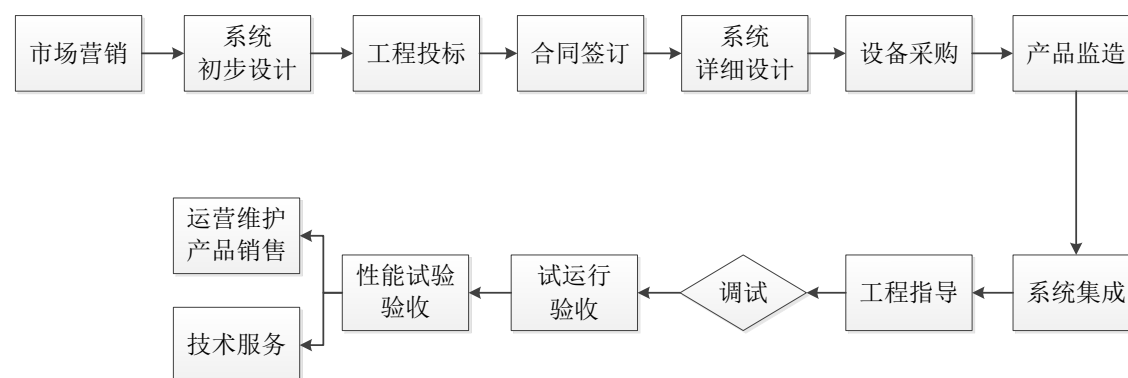 市场营销
系统
初步设计
工程投标
合同签订
系统
详细设计
设备采购
产品监造
系统集成
工程指导
调试
试运行
验收
性能试验
验收
运营维护
产品销售
技术服务